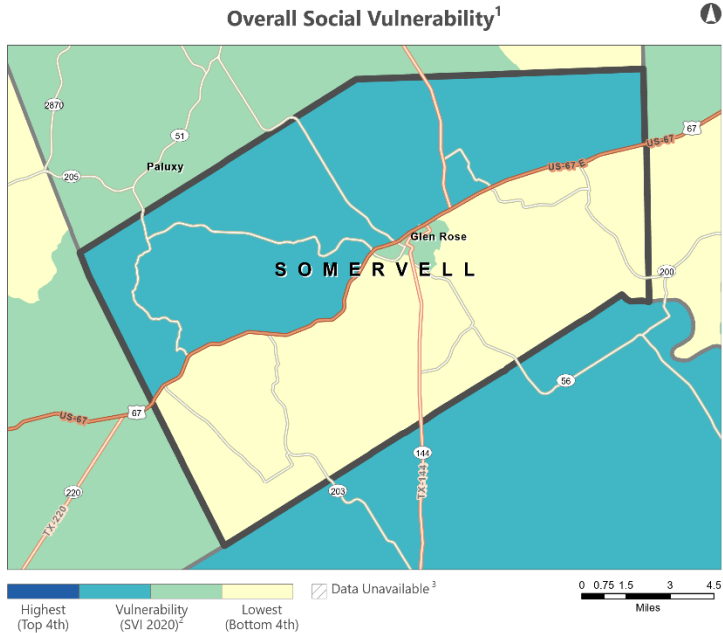 Overall Social Vulnerability1
2870
51
67
US-67
US-67 E
Paluxy
205
Glen Rose
SOMERVELL
200
56
67
US-67
144
TX-144
220
TX-220
203
Highest
(Top 4th)
Vulnerability
(SVI 2020)2
Lowest
(Bottom 4th)
Data Unavailable3
0 0.75 1.5 3 4.5
Miles